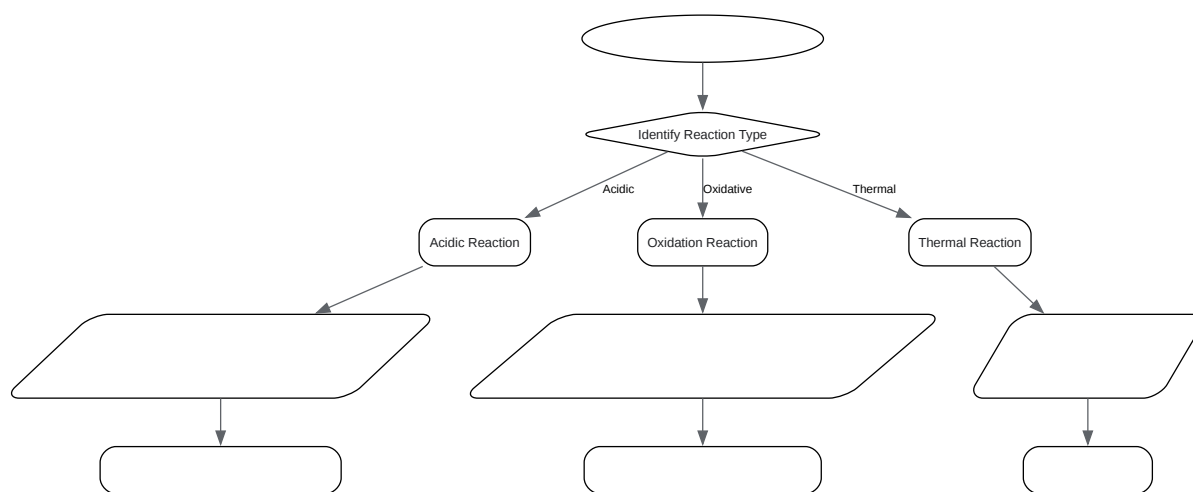 Identify Reaction Type
Acidic
Oxidative
Thermal
Acidic Reaction
Oxidation Reaction
Thermal Reaction